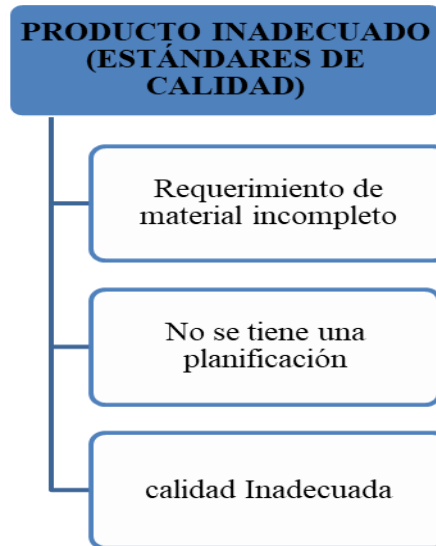 PRODUCTO INADECUADO
(ESTÁNDARES DE
CALIDAD)
Requerimiento de
material incompleto
No se tiene una
planificación
calidad Inadecuada